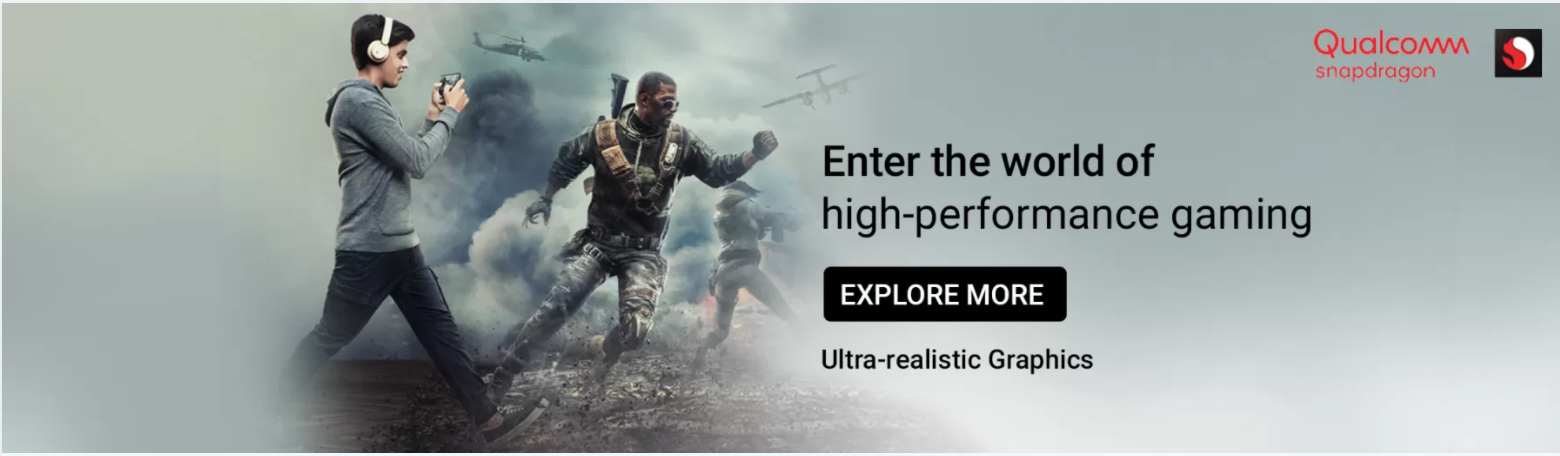 Qualcomm
snapdragon
Enter the world of
high-performance gaming
EXPLORE MORE
Ultra-realistic Graphics